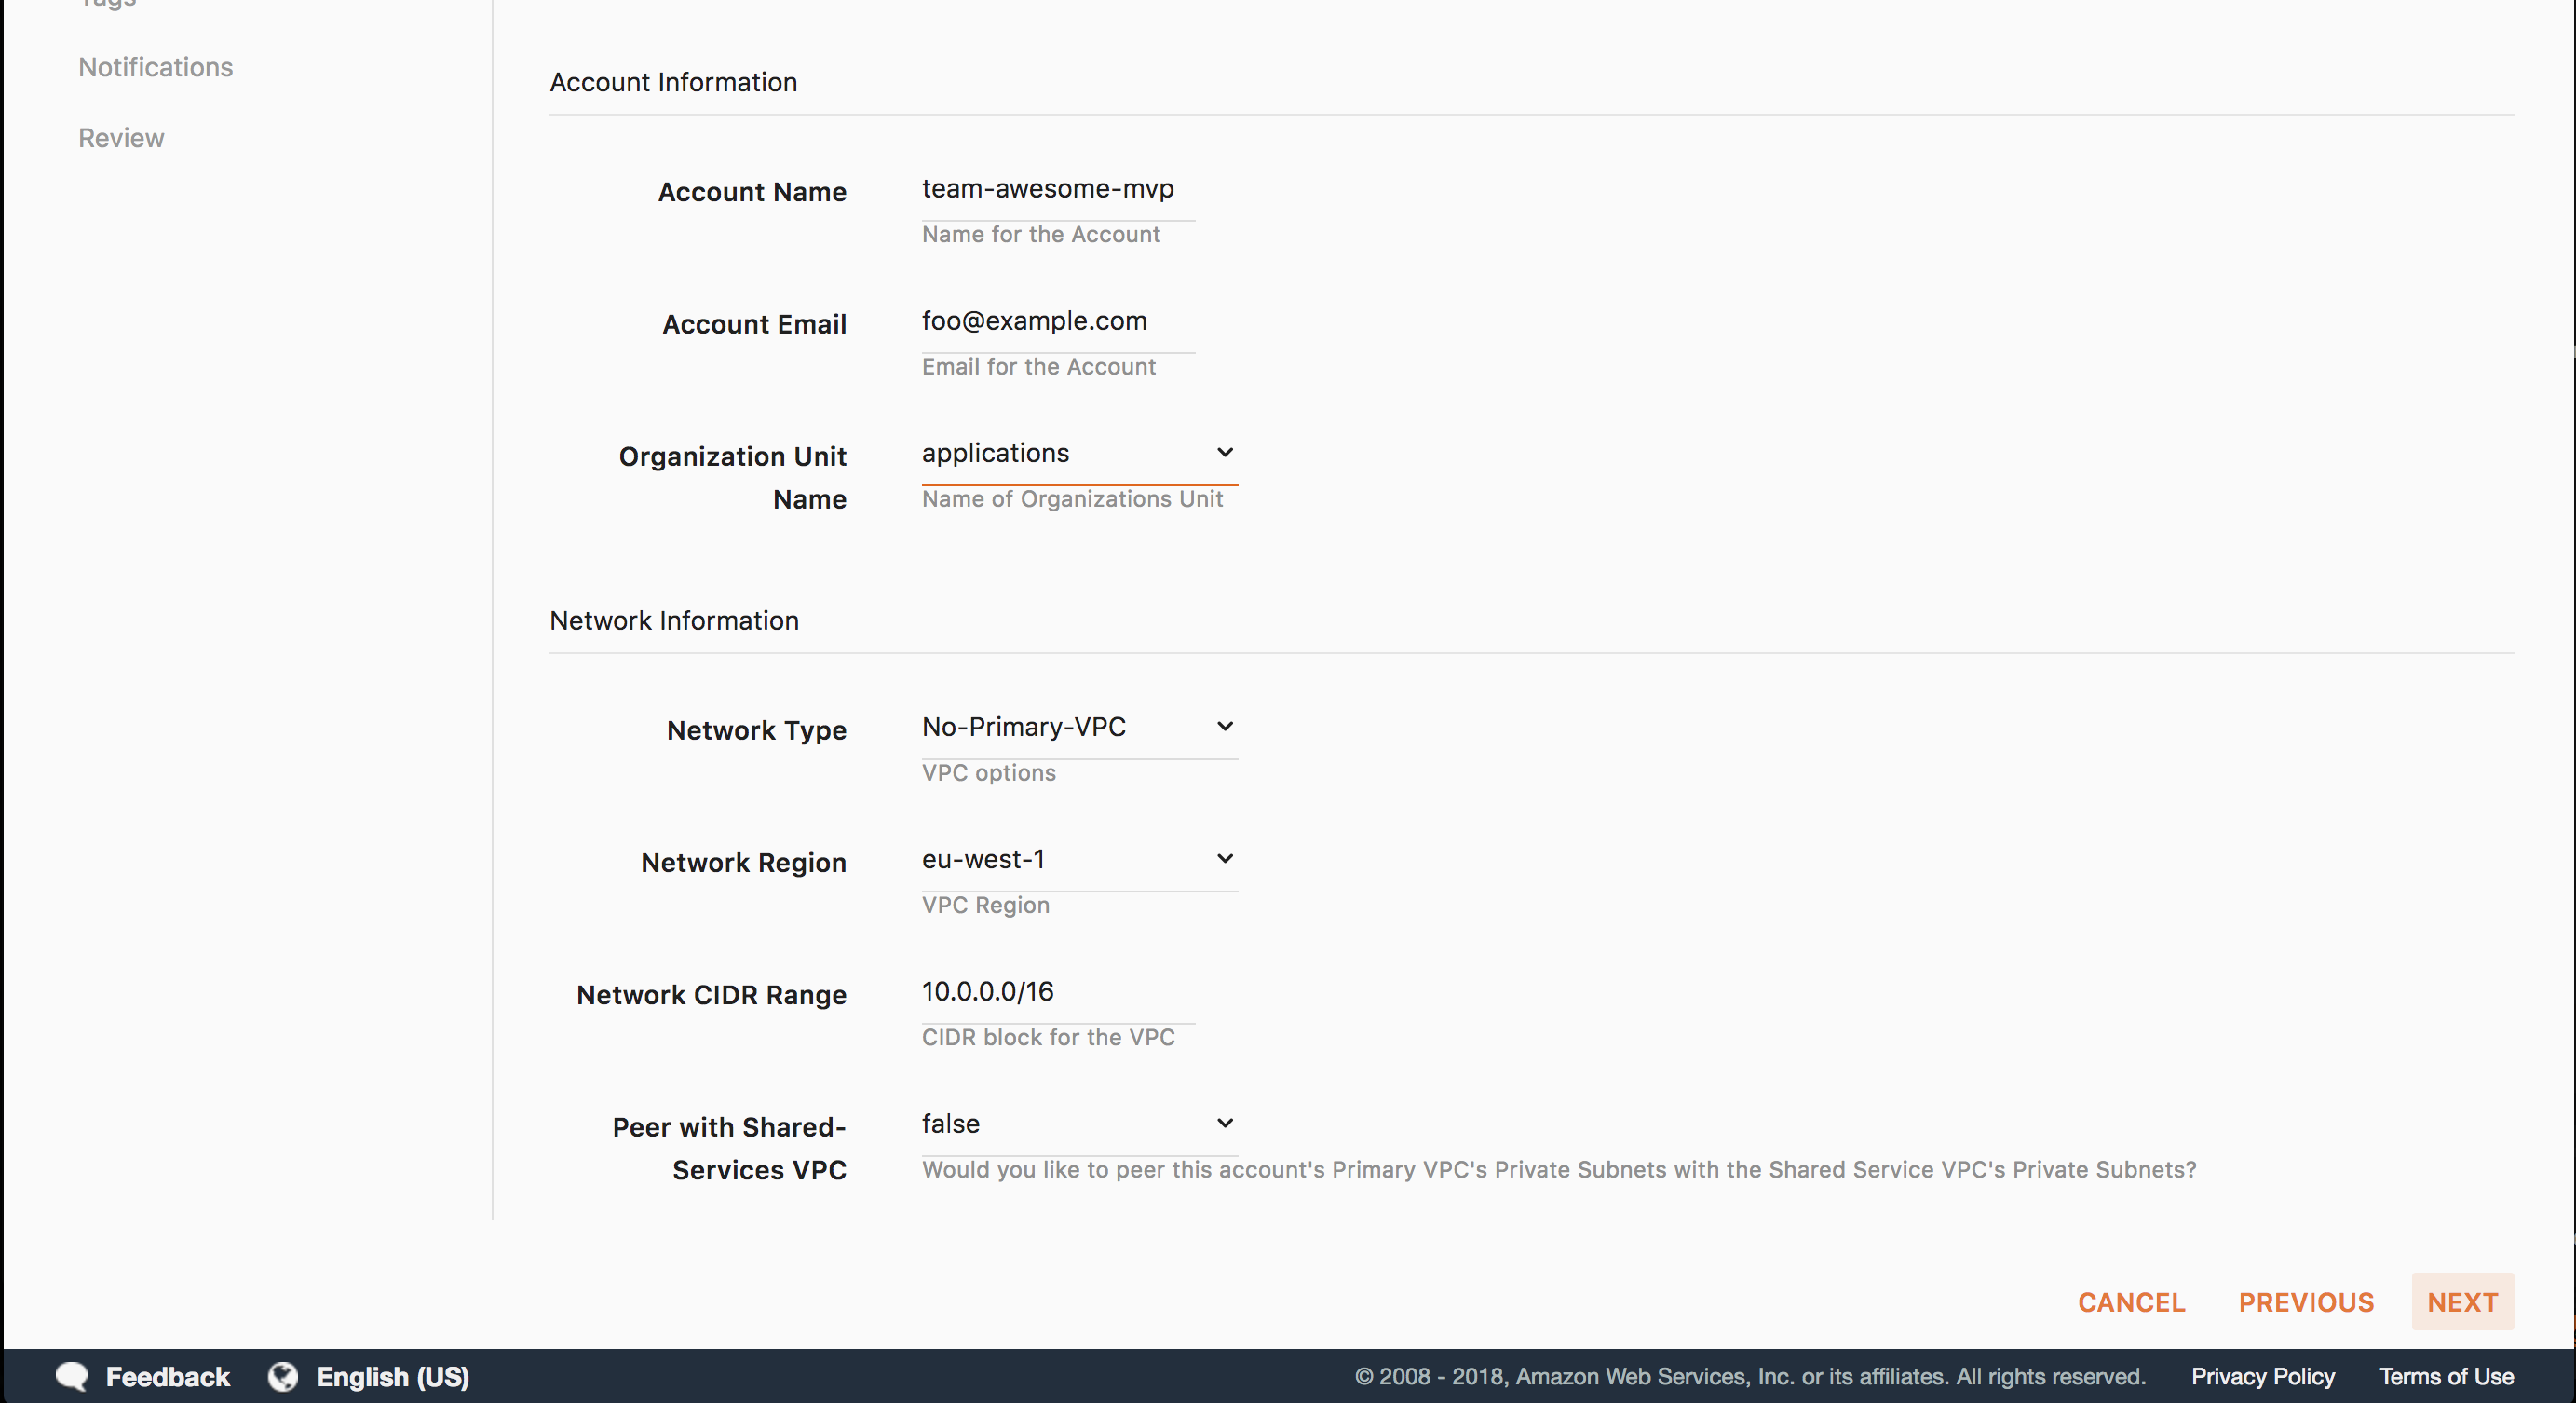 Tags
Notifications
Review
Account Information
Account Name
team-awesome-mvp
Name for the Account
Account Email
foo@example.com
Email for the Account
Organization Unit
Name
applications
Name of Organizations Unit
Network Information
Network Type
No-Primary-VPC
VPC options
Network Region
eu-west-1
VPC Region
Network CIDR Range
10.0.0.0/16
CIDR block for the VPC
Peer with Shared-
Services VPC
false
Would you like to peer this account's Primary VPC's Private Subnets with the Shared Service VPC's Private Subnets?
CANCEL PREVIOUS NEXT
Feedback English (US) © 2008 - 2018, Amazon Web Services, Inc. or its affiliates. All rights reserved. Privacy Policy Terms of Use